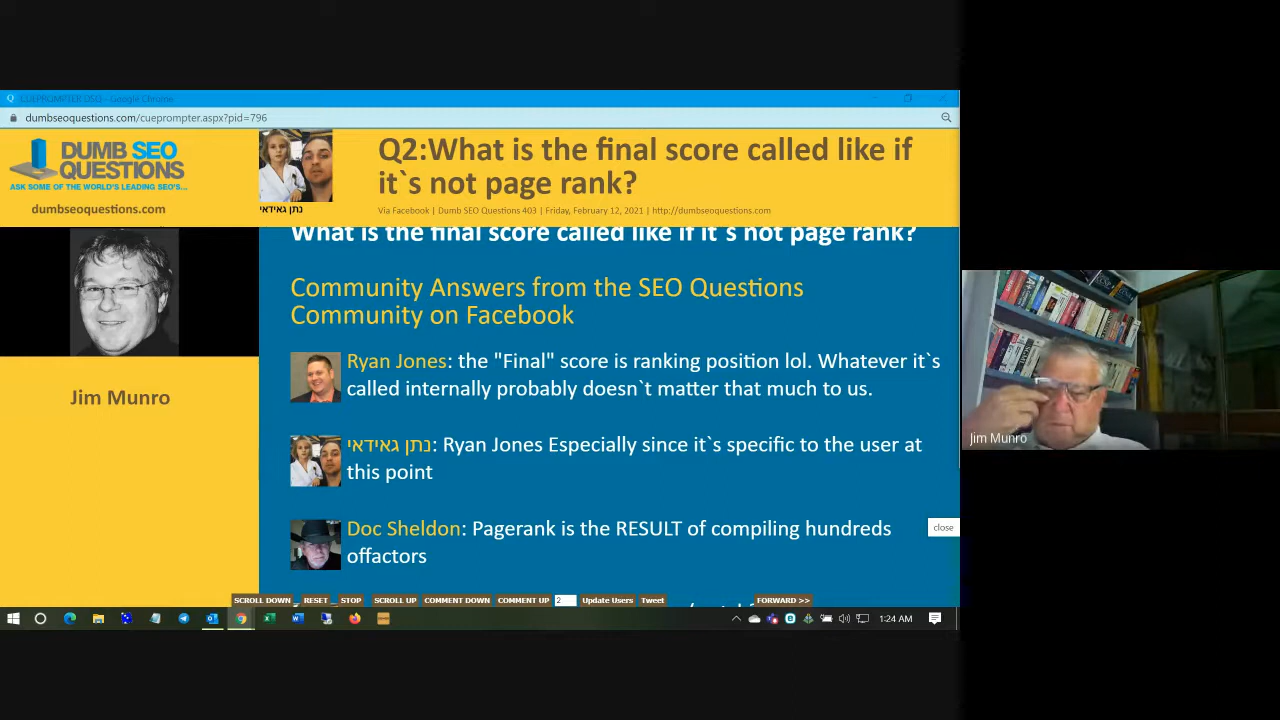 CUEPROMPTER DSQ - Google Chrome
dumbseoquestions.com/cueprompter.aspx?pid=796
DUMB SEO
QUESTIONS
ASK SOME OF THE WORLD'S LEADING SEO'S...
dumbseoquestions.com
נתן גאידאי
Q2:What is the final score called like if
it`s not page rank?
Via Facebook | Dumb SEO Questions 403 | Friday, February 12, 2021 | http://dumbseoquestions.com
What is the final score called like if it`s not page rank?
Jim Munro
Community Answers from the SEO Questions
Community on Facebook
Ryan Jones: the "Final" score is ranking position lol. Whatever it`s
called internally probably doesn`t matter that much to us.
נתן גאידאי: Ryan Jones Especially since it`s specific to the user at
this point
Doc Sheldon: Pagerank is the RESULT of compiling hundreds
offactors
close
SCROLL DOWN RESET STOP SCROLL UP COMMENT DOWN COMMENT UP 2 Update Users Tweet FORWARD >>
1:24 AM
Jim Munro